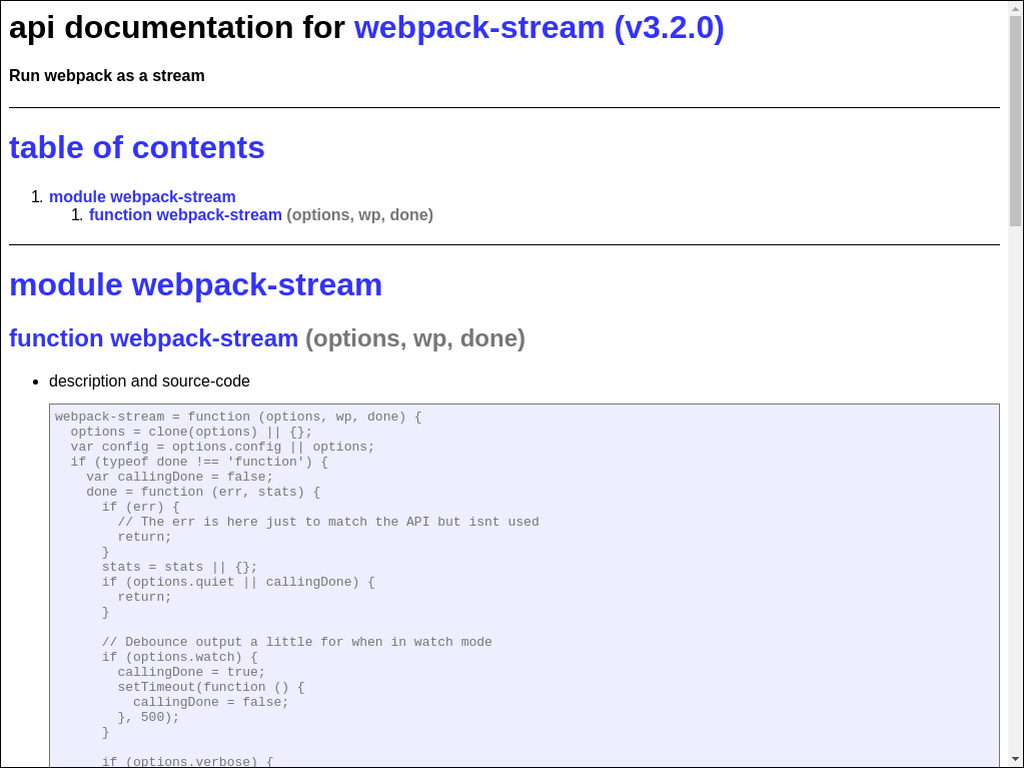 api documentation for webpack-stream (v3.2.0)
Run webpack as a stream
table of contents
1. module webpack-stream
1. function webpack-stream (options, wp, done)
module webpack-stream
function webpack-stream (options, wp, done)
• description and source-code
webpack-stream = function (options, wp, done) {
  options = clone(options) || {};
  var config = options.config || options;
  if (typeof done !== 'function') {
    var callingDone = false;
    done = function (err, stats) {
      if (err) {
        // The err is here just to match the API but isnt used
        return;
      }
      stats = stats || {};
      if (options.quiet || callingDone) {
        return;
      }
      // Debounce output a little for when in watch mode
      if (options.watch) {
        callingDone = true;
        setTimeout(function () {
          callingDone = false;
        }, 500);
      }
      if (options.verbose) {